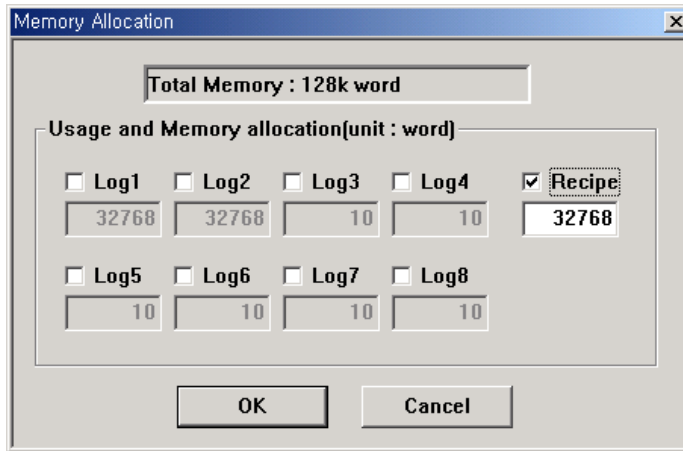 Memory Allocation
Total Memory : 128k word
Usage and Memory allocation(unit : word)
Log1 Log2 Log3 Log4 Recipe
32768 32768 10 10 32768
Log5 Log6 Log7 Log8
10 10 10 10
OK Cancel